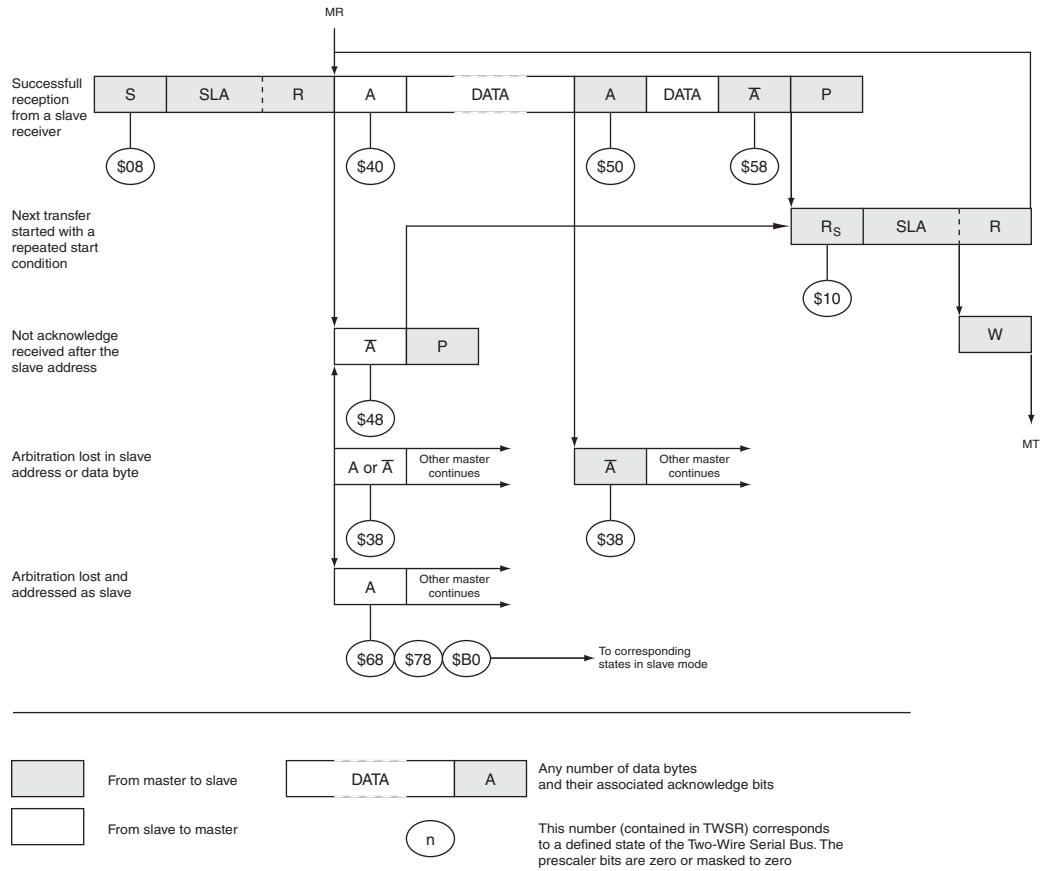 MR
Successfull
reception
from a slave
receiver
S SLA R A DATA A DATA A̅ P
$08 $40 $50 $58
Next transfer
started with a
repeated start
condition
R_S SLA R
$10
Not acknowledge
received after the
slave address
A̅ P
W
$48
MT
Arbitration lost in slave
address or data byte
A or A̅
Other master
continues
A̅
Other master
continues
$38 $38
Arbitration lost and
addressed as slave
A
Other master
continues
$68 $78 $B0
To corresponding
states in slave mode
From master to slave
DATA A
Any number of data bytes
and their associated acknowledge bits
From slave to master
n
This number (contained in TWSR) corresponds
to a defined state of the Two-Wire Serial Bus. The
prescaler bits are zero or masked to zero